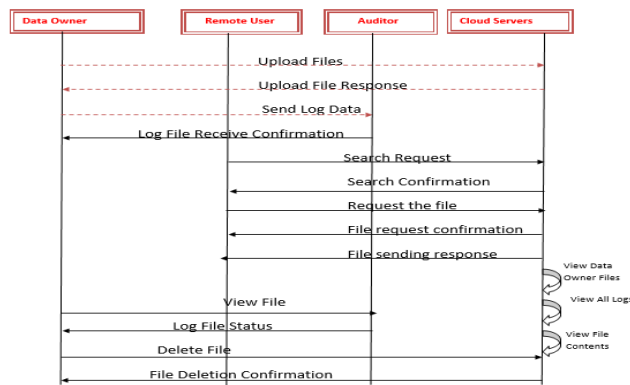 Data Owner
Remote User
Auditor
Cloud Servers
Upload Files
Upload File Response
Send Log Data
Log File Receive Confirmation
Search Request
Search Confirmation
Request the file
File request confirmation
File sending response
View Data
Owner Files
View All Logs
View File
Log File Status
View File
Contents
Delete File
File Deletion Confirmation